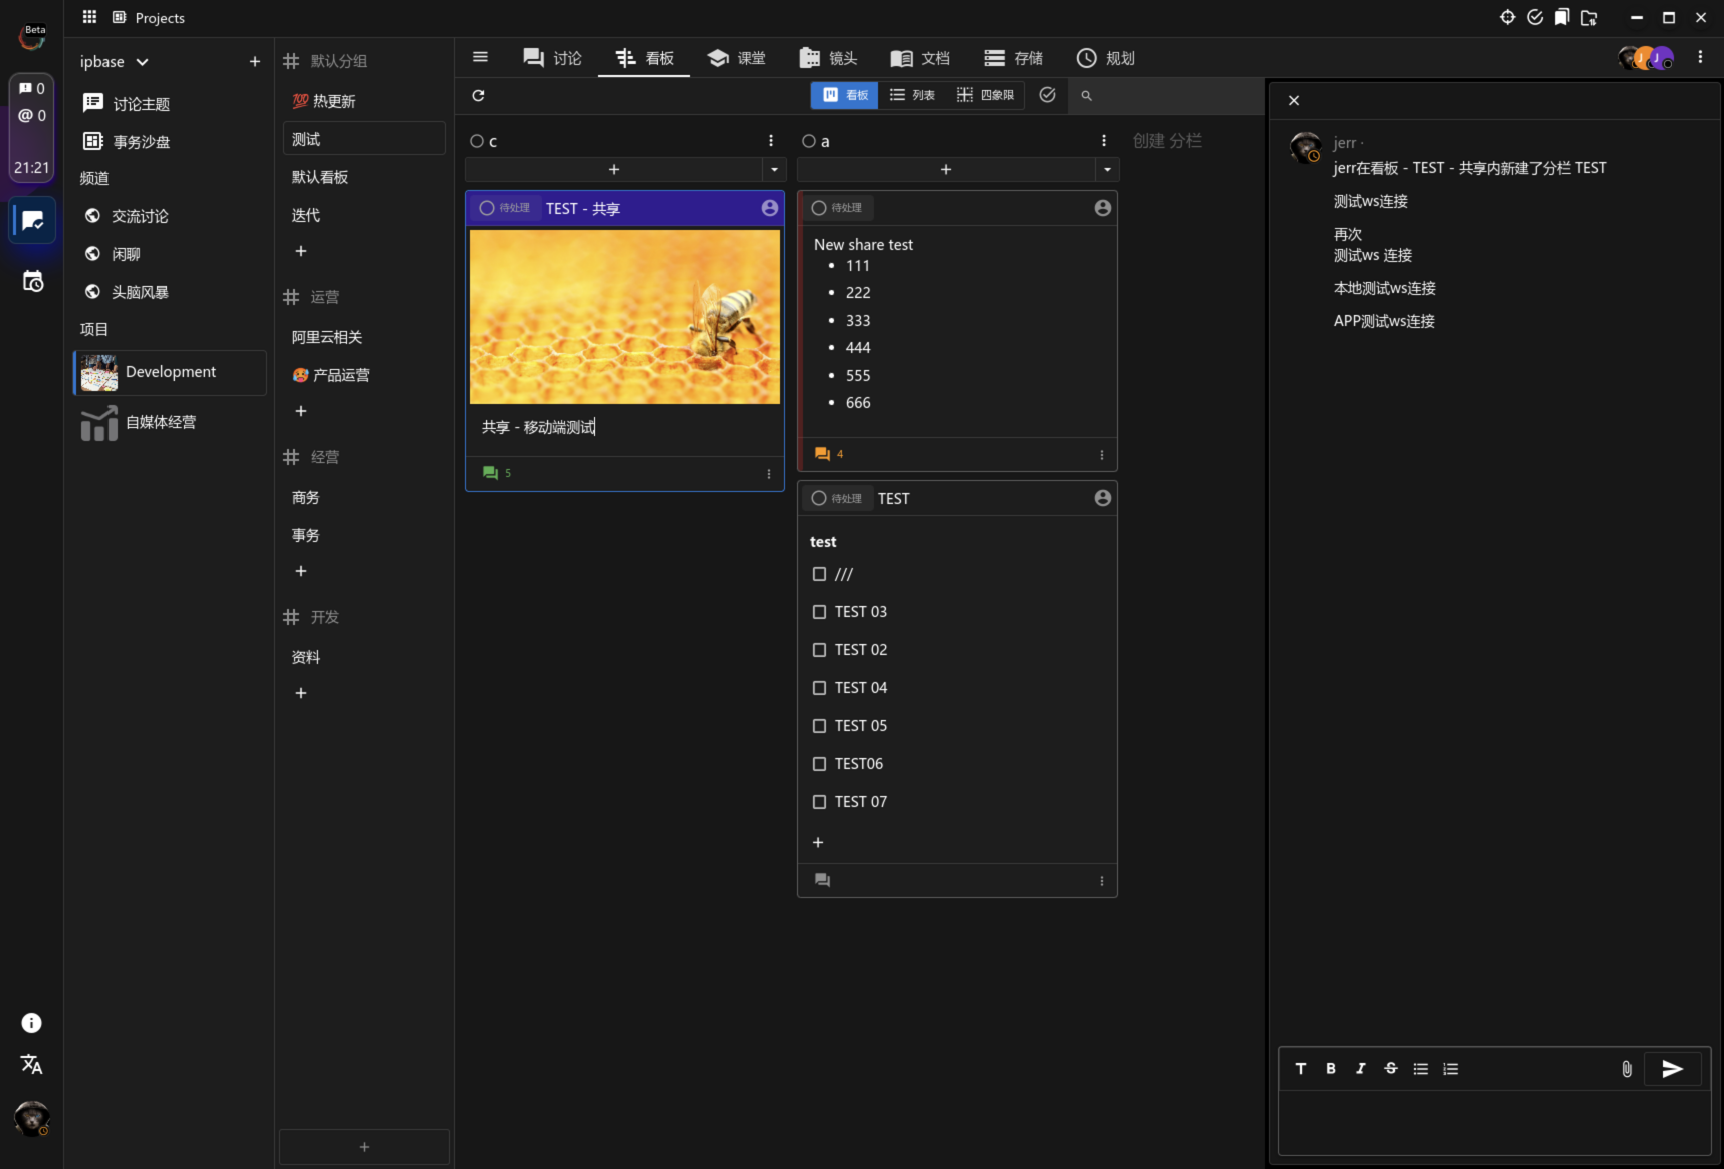 Beta
Projects
0
@ 0
21:21
ipbase
讨论主题
事务沙盘
频道
交流讨论
闲聊
头脑风暴
项目
Development
自媒体经营
默认分组
💯 热更新
测试
默认看板
迭代
运营
阿里云相关
🥵 产品运营
经营
商务
事务
开发
资料
讨论
看板
课堂
镜头
文档
存储
规划
J
J
看板
列表
四象限
c
待处理
TEST - 共享
共享 - 移动端测试
5
a
待处理
New share test
• 111
• 222
• 333
• 444
• 555
• 666
4
待处理
TEST
test
///
TEST 03
TEST 02
TEST 04
TEST 05
TEST06
TEST 07
创建 分栏
jerr ·
jerr在看板 - TEST - 共享内新建了分栏 TEST
测试ws连接
再次
测试ws 连接
本地测试ws连接
APP测试ws连接
T B I S